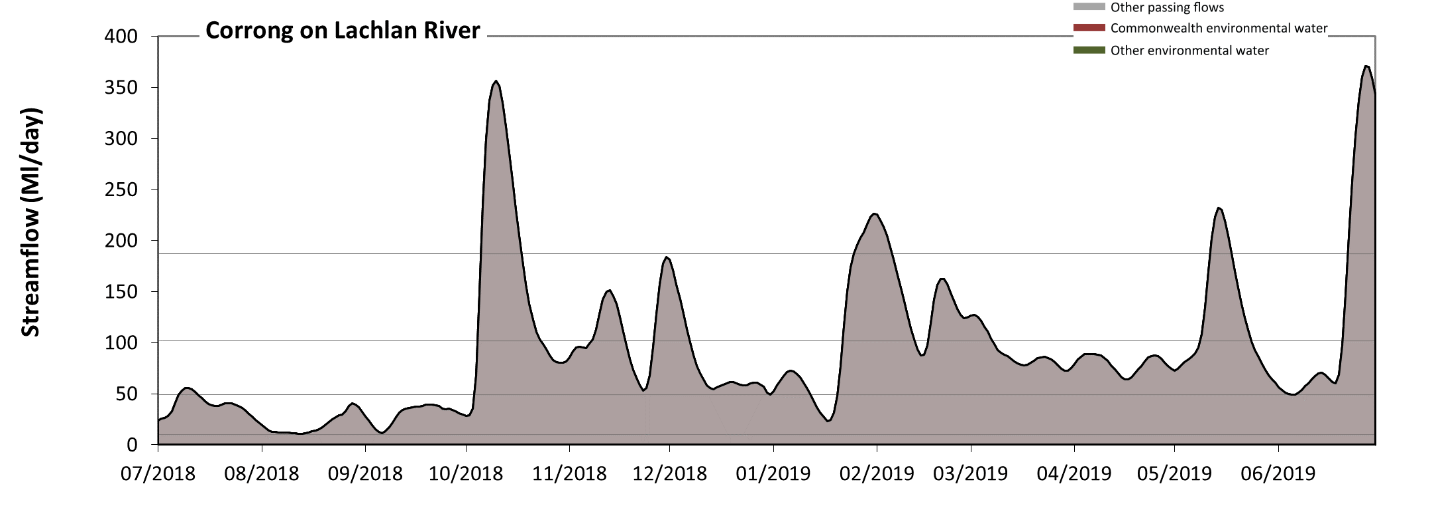 Other passing flows
Corrong on Lachlan River
Commonwealth environmental water
Other environmental water
Streamflow (Ml/day)
400
350
300
250
200
150
100
50
0
07/2018 08/2018 09/2018 10/2018 11/2018 12/2018 01/2019 02/2019 03/2019 04/2019 05/2019 06/2019